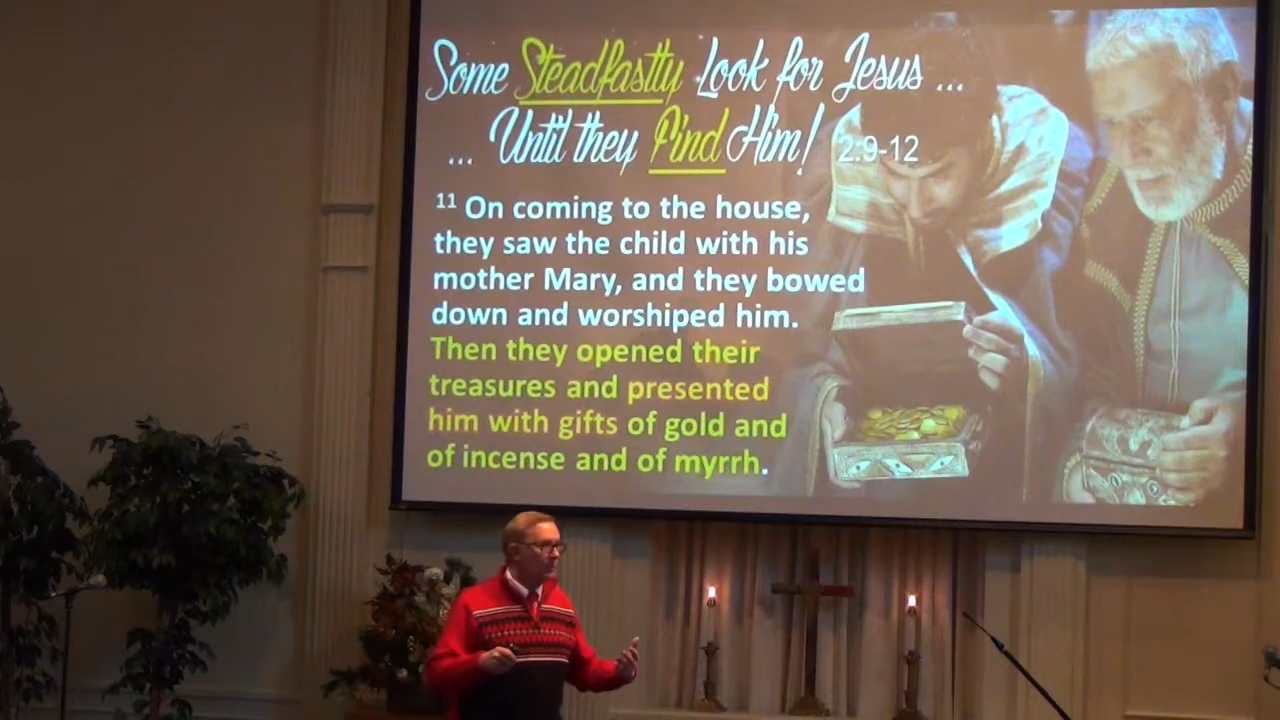 Some Steadfastly Look for Jesus ...
... Until they Find Him! 2:9-12
11 On coming to the house,
they saw the child with his
mother Mary, and they bowed
down and worshiped him.
Then they opened their
treasures and presented
him with gifts of gold and
of incense and of myrrh.